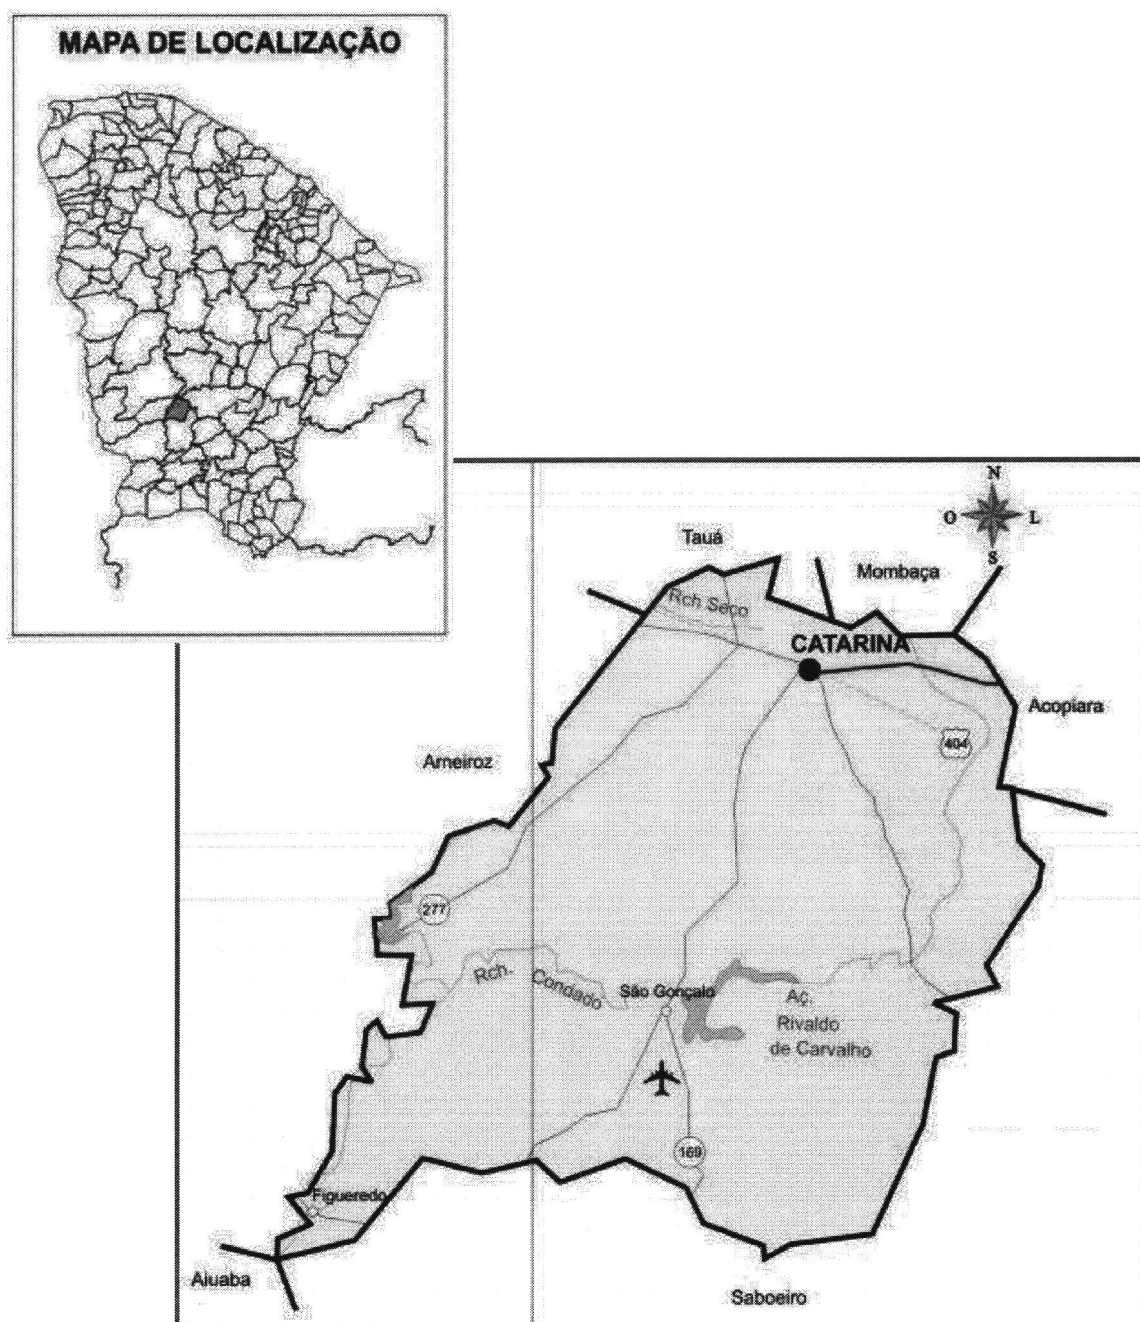 MAPA DE LOCALIZAÇÃO
N
O
L
S
Tauá
Mombaça
Rch Seco
CATARINA
Acopiara
404
Arneiroz
277
Rch. Condado
São Gonçalo
Aç.
Rivaldo
de Carvalho
169
Figueredo
Aiuaba
Saboeiro